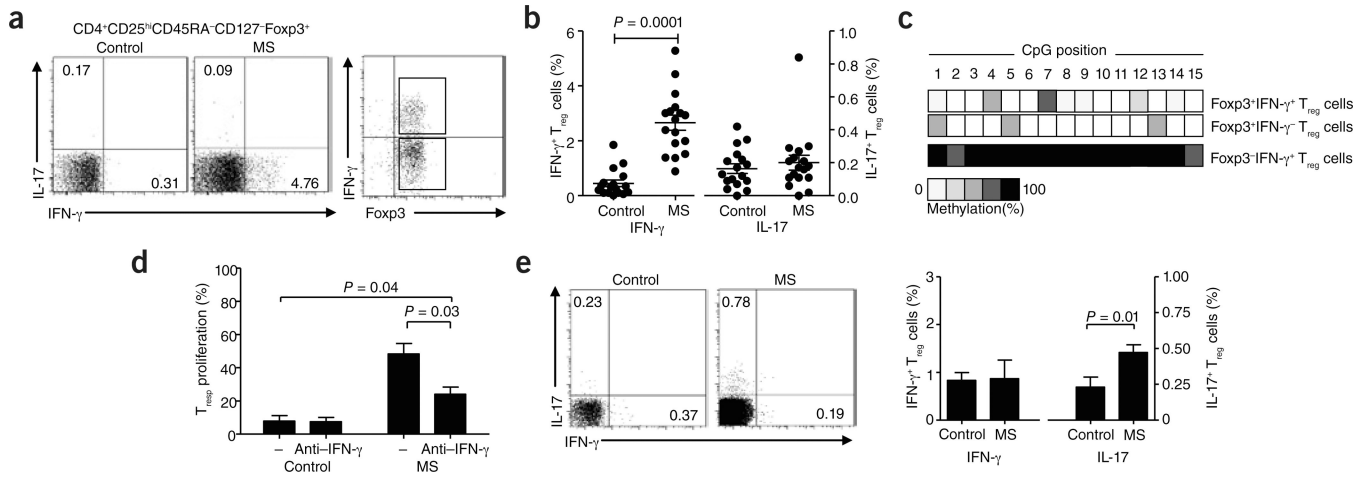 a
CD4⁺CD25ʰⁱCD45RA⁻CD127⁻Foxp3⁺
Control MS
0.17 0.09
0.31 4.76
IL-17
IFN-γ
IFN-γ
Foxp3
b
P = 0.0001
6
4
2
0
IFN-γ⁺ Treg cells (%)
1.0
0.8
0.6
0.4
0.2
0.0
IL-17⁺ Treg cells (%)
Control MS Control MS
IFN-γ IL-17
c
CpG position
1 2 3 4 5 6 7 8 9 10 11 12 13 14 15
Foxp3⁺IFN-γ⁺ Treg cells
Foxp3⁺IFN-γ⁻ Treg cells
Foxp3⁻IFN-γ⁺ Treg cells
0 100
Methylation(%)
d
100
80
60
40
20
0
Tresp proliferation (%)
P = 0.04
P = 0.03
– Anti–IFN-γ – Anti–IFN-γ
Control MS
e
Control MS
0.23 0.78
0.37 0.19
IL-17
IFN-γ
3
2
1
0
IFN-γ⁺ Treg cells (%)
P = 0.01
1.00
0.75
0.50
0.25
0
IL-17⁺ Treg cells (%)
Control MS Control MS
IFN-γ IL-17